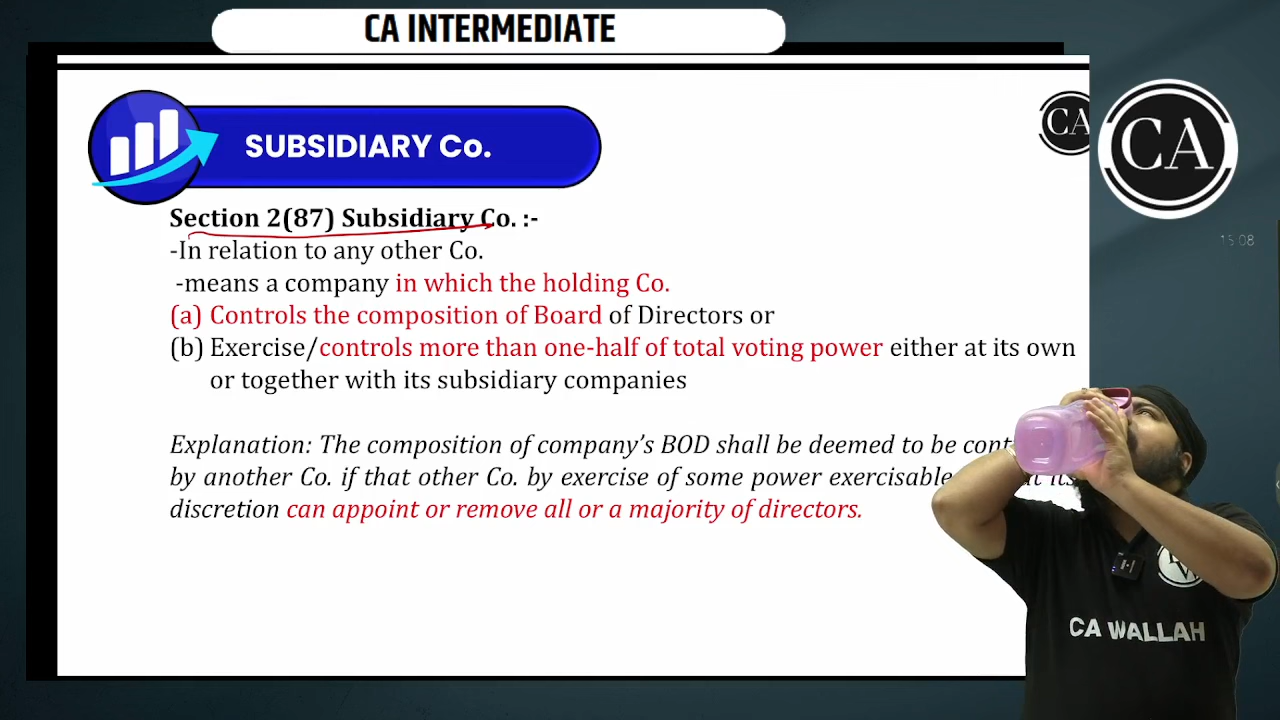 CA INTERMEDIATE
CA
CA
SUBSIDIARY Co.
15:08
Section 2(87) Subsidiary Co. :-
-In relation to any other Co.
-means a company in which the holding Co.
(a) Controls the composition of Board of Directors or
(b) Exercise/controls more than one-half of total voting power either at its own
or together with its subsidiary companies
Explanation: The composition of company's BOD shall be deemed to be
by another Co. if that other Co. by exercise of some power exercisable its
discretion can appoint or remove all or a majority of directors.
CA WALLAH